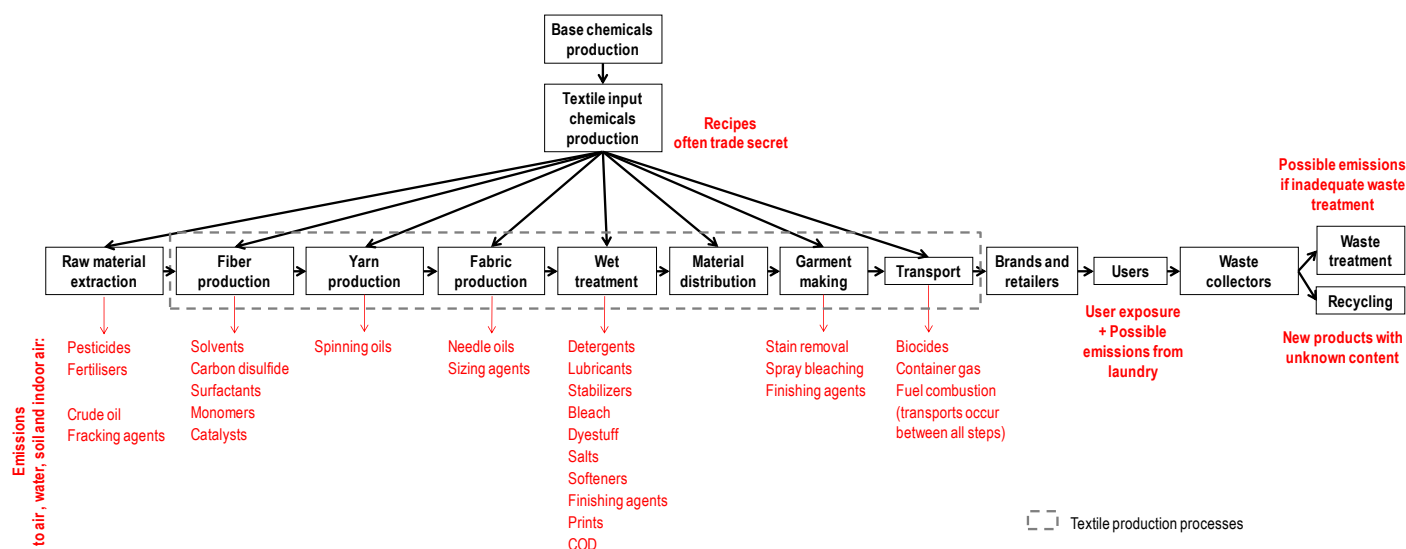 Base chemicals
production
Textile input
chemicals
production
Recipes
often trade secret
Possible emissions
if inadequate waste
treatment
Raw material
extraction
Fiber
production
Yarn
production
Fabric
production
Wet
treatment
Material
distribution
Garment
making
Transport
Brands and
retailers
Users
Waste
collectors
Waste
treatment
Recycling
Emissions
to air , water, soil and indoor air:
Pesticides
Fertilisers
Crude oil
Fracking agents
Solvents
Carbon disulfide
Surfactants
Monomers
Catalysts
Spinning oils
Needle oils
Sizing agents
Detergents
Lubricants
Stabilizers
Bleach
Dyestuff
Salts
Softeners
Finishing agents
Prints
COD
Stain removal
Spray bleaching
Finishing agents
Biocides
Container gas
Fuel combustion
(transports occur
between all steps)
User exposure
+ Possible
emissions from
laundry
New products with
unknown content
Textile production processes